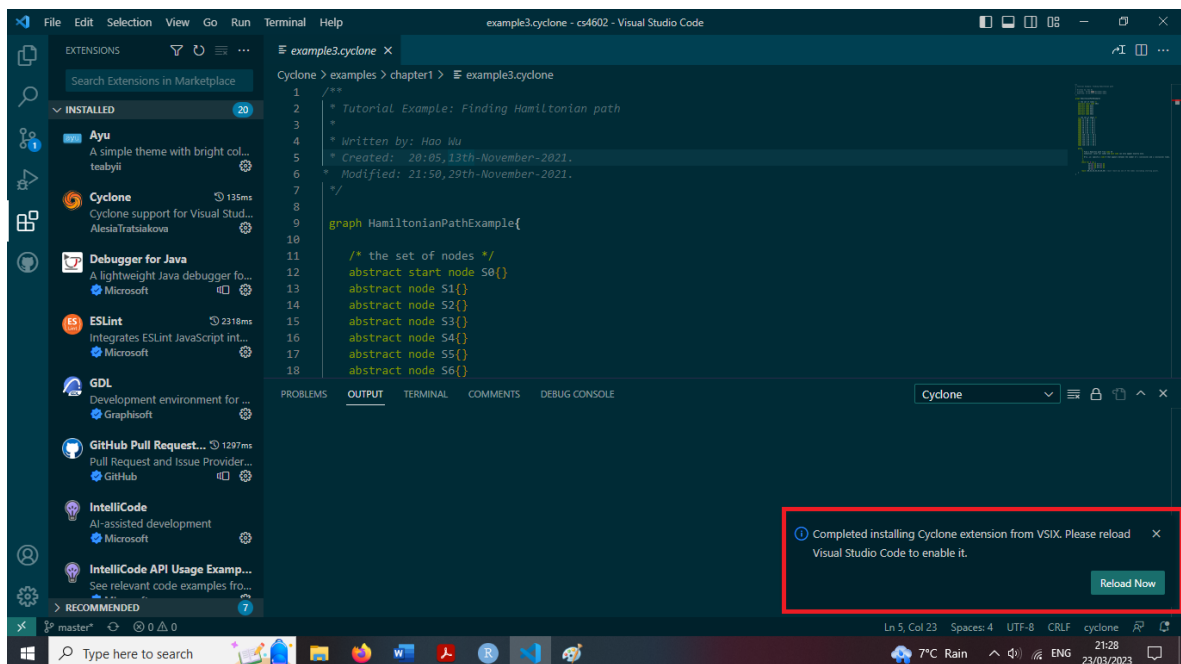 File Edit Selection View Go Run Terminal Help
example3.cyclone - cs4602 - Visual Studio Code
EXTENSIONS
Search Extensions in Marketplace
INSTALLED 20
Ayu
A simple theme with bright col...
teabyii
Cyclone 135ms
Cyclone support for Visual Stud...
AlesiaTratsiakova
Debugger for Java
A lightweight Java debugger fo...
Microsoft
ESLint 2318ms
Integrates ESLint JavaScript int...
Microsoft
GDL
Development environment for ...
Graphisoft
GitHub Pull Request... 1297ms
Pull Request and Issue Provider...
GitHub
IntelliCode
AI-assisted development
Microsoft
IntelliCode API Usage Examp...
See relevant code examples fro...
RECOMMENDED 7
example3.cyclone
Cyclone > examples > chapter1 > example3.cyclone
1 /**
2 * Tutorial Example: Finding Hamiltonian path
3 *
4 * Written by: Hao Wu
5 * Created: 20:05,13th-November-2021.
6 * Modified: 21:50,29th-November-2021.
7 */
8
9 graph HamiltonianPathExample{
10
11 /* the set of nodes */
12 abstract start node S0{}
13 abstract node S1{}
14 abstract node S2{}
15 abstract node S3{}
16 abstract node S4{}
17 abstract node S5{}
18 abstract node S6{}
PROBLEMS OUTPUT TERMINAL COMMENTS DEBUG CONSOLE
Cyclone
Completed installing Cyclone extension from VSIX. Please reload
Visual Studio Code to enable it.
Reload Now
master* 0 0
Ln 5, Col 23 Spaces: 4 UTF-8 CRLF cyclone
Type here to search
7°C Rain
ENG
21:28
23/03/2023